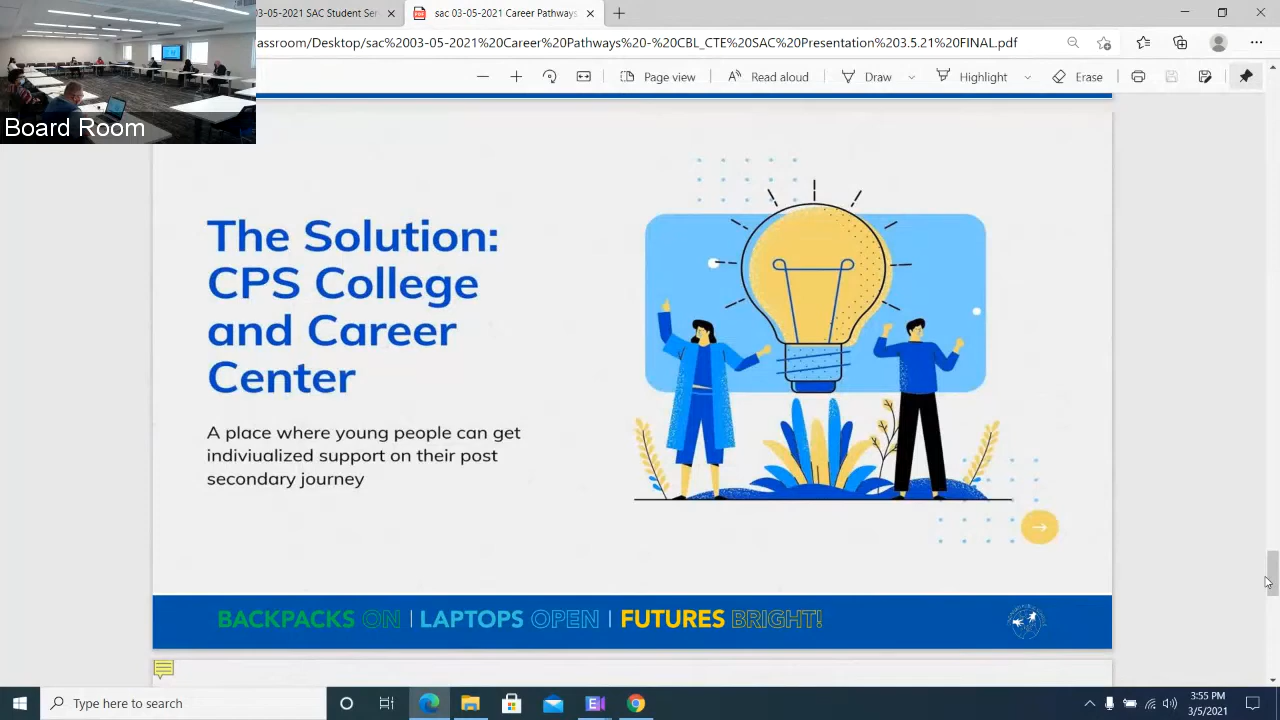 03-05-2021 SACS Student Ser
sac 03-05-2021 Career Pathways
assroom/Desktop/sac%2003-05-2021%20Career%20Pathways%20-%20CBL_CTE%20SAC%20Presentation%203.5.21%20FINAL.pdf
Page view
Read aloud
Draw
Highlight
Erase
Board Room
The Solution:
CPS College
and Career
Center
A place where young people can get
indiviualized support on their post
secondary journey
BACKPACKS ON | LAPTOPS OPEN | FUTURES BRIGHT!
Type here to search
3:55 PM
3/5/2021